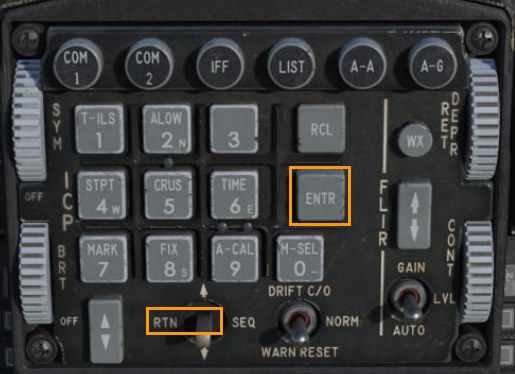 COM 1
COM 2
IFF
LIST
A-A
A-G
SYM
T-ILS 1
ALOW 2 N
3
RCL
RET
DEPR
WX
OFF
ICP
STPT 4 W
CRUS 5
TIME 6 E
ENTR
FLIR
BRT
MARK 7
FIX 8 S
A-CAL 9
M-SEL 0 -
CONT
GAIN
LVL
AUTO
OFF
RTN
SEQ
DRIFT C/O
NORM
WARN RESET